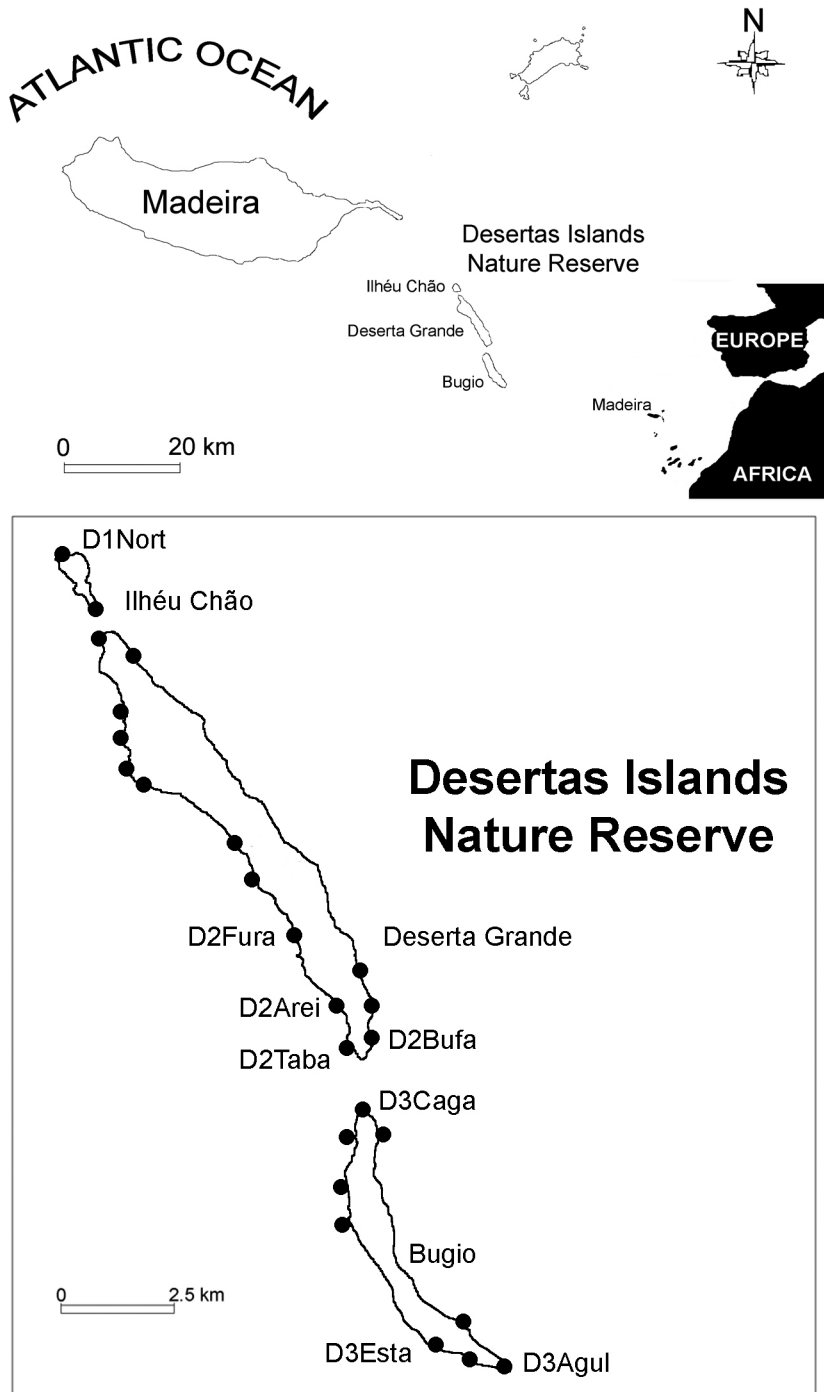 N
ATLANTIC OCEAN
Madeira
Desertas Islands
Nature Reserve
Ilhéu Chão
Deserta Grande
Bugio
EUROPE
Madeira
AFRICA
0 20 km
D1Nort
Ilhéu Chão
Desertas Islands
Nature Reserve
D2Fura
Deserta Grande
D2Arei
D2Bufa
D2Taba
D3Caga
Bugio
0 2.5 km
D3Esta
D3Agul